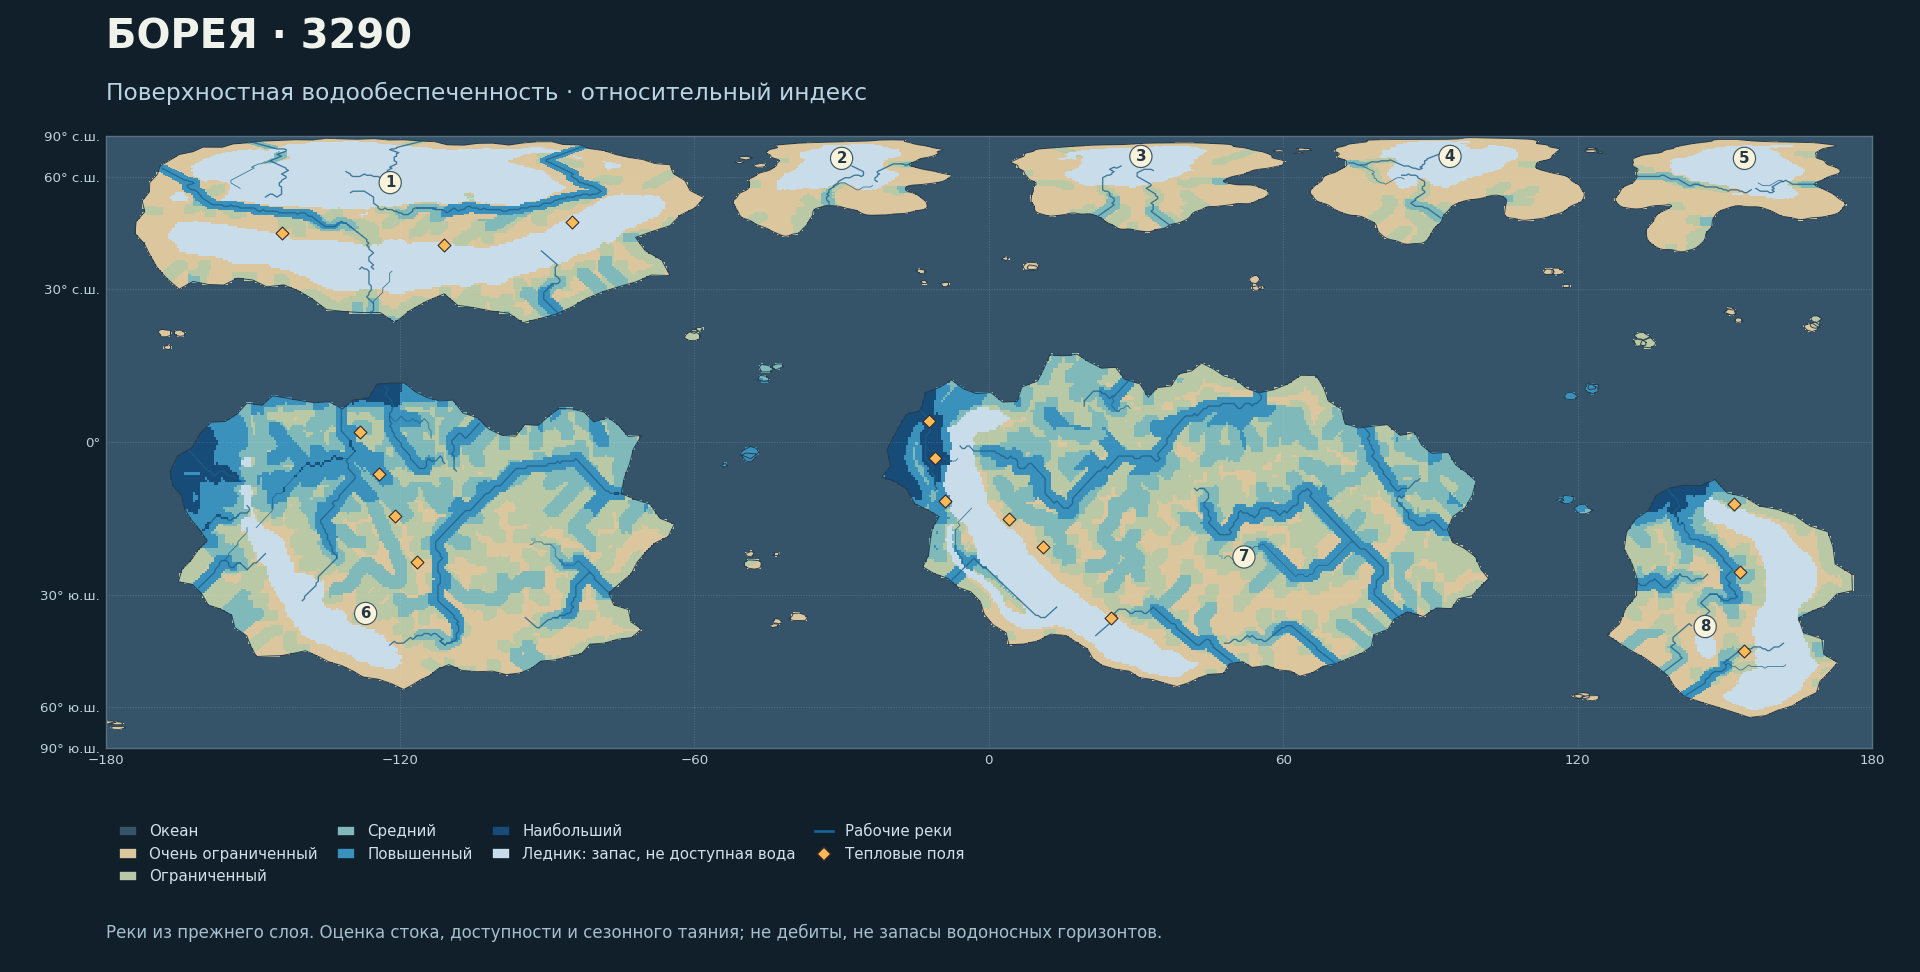 БОРЕЯ · 3290
Поверхностная водообеспеченность · относительный индекс
90° с.ш.
60° с.ш.
30° с.ш.
0°
30° ю.ш.
60° ю.ш.
90° ю.ш.
1
2
3
4
5
6
7
8
−180
−120
−60
0
60
120
180
Океан
Очень ограниченный
Ограниченный
Средний
Повышенный
Наибольший
Ледник: запас, не доступная вода
Рабочие реки
Тепловые поля
Реки из прежнего слоя. Оценка стока, доступности и сезонного таяния; не дебиты, не запасы водоносных горизонтов.